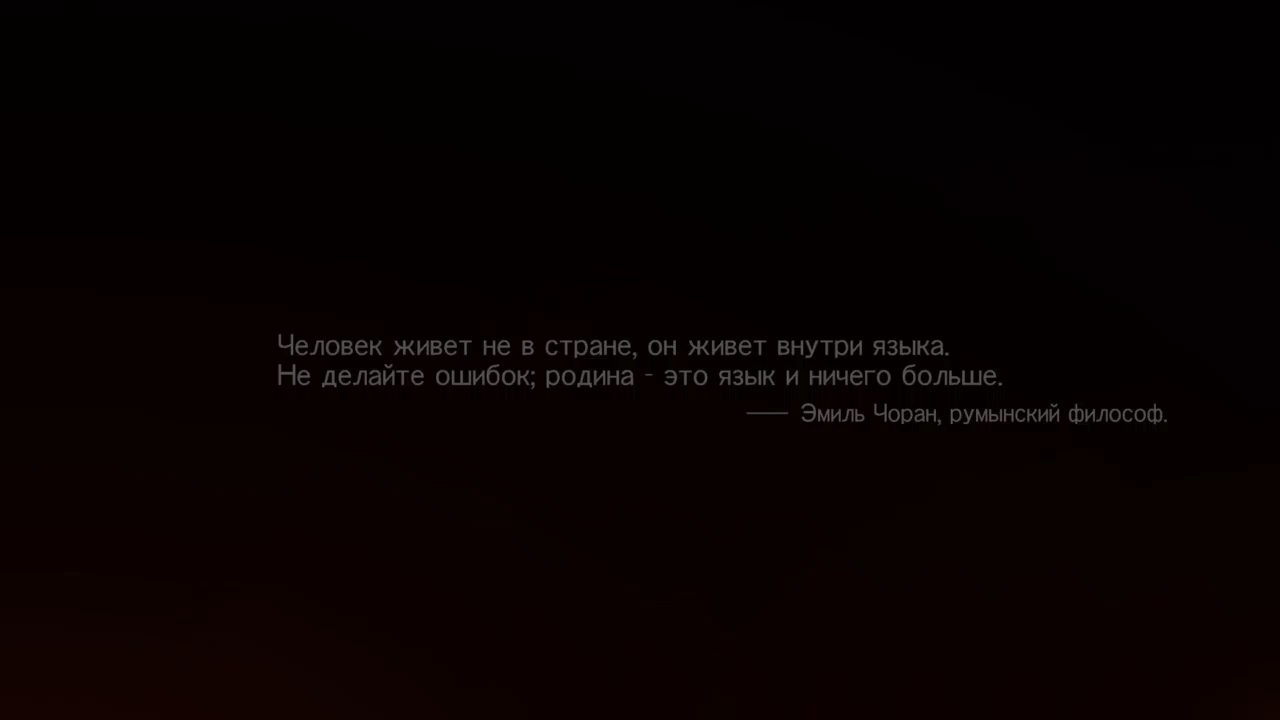 Человек живет не в стране, он живет внутри языка.
Не делайте ошибок; родина - это язык и ничего больше.
—— Эмиль Чоран, румынский философ.